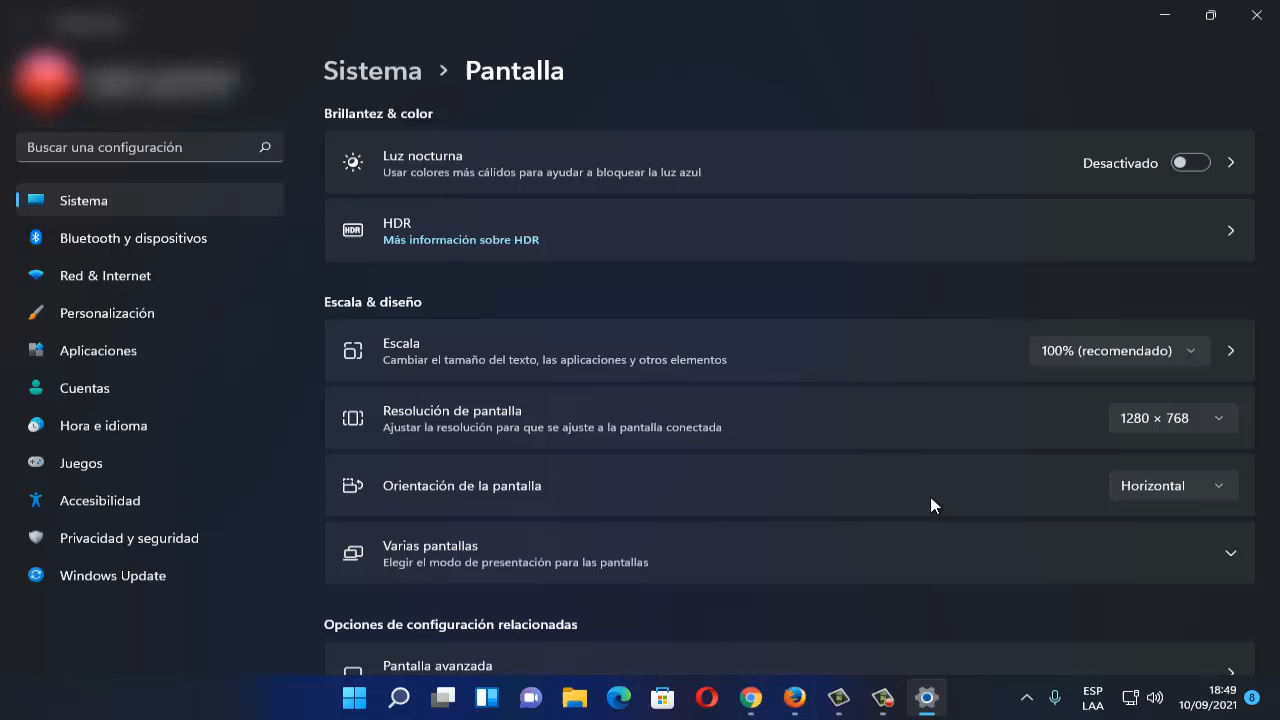 Sistema > Pantalla
Brillantez & color
Buscar una configuración
Luz nocturna
Usar colores más cálidos para ayudar a bloquear la luz azul
Desactivado
HDR
HDR
Más información sobre HDR
Sistema
Bluetooth y dispositivos
Red & Internet
Personalización
Aplicaciones
Cuentas
Hora e idioma
Juegos
Accesibilidad
Privacidad y seguridad
Windows Update
Escala & diseño
Escala
Cambiar el tamaño del texto, las aplicaciones y otros elementos
100% (recomendado)
Resolución de pantalla
Ajustar la resolución para que se ajuste a la pantalla conectada
1280 × 768
Orientación de la pantalla
Horizontal
Varias pantallas
Elegir el modo de presentación para las pantallas
Opciones de configuración relacionadas
Pantalla avanzada
ESP
LAA
18:49
10/09/2021
8